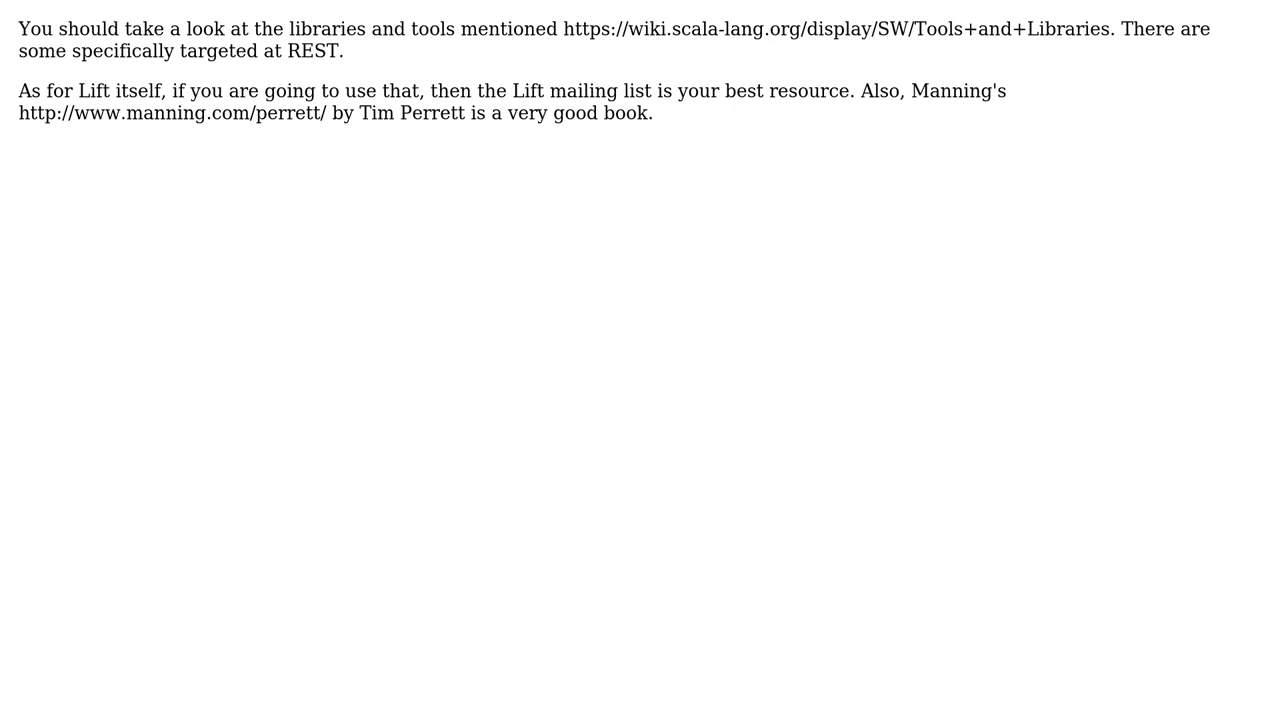 You should take a look at the libraries and tools mentioned https://wiki.scala-lang.org/display/SW/Tools+and+Libraries. There are
some specifically targeted at REST.
As for Lift itself, if you are going to use that, then the Lift mailing list is your best resource. Also, Manning's
http://www.manning.com/perrett/ by Tim Perrett is a very good book.